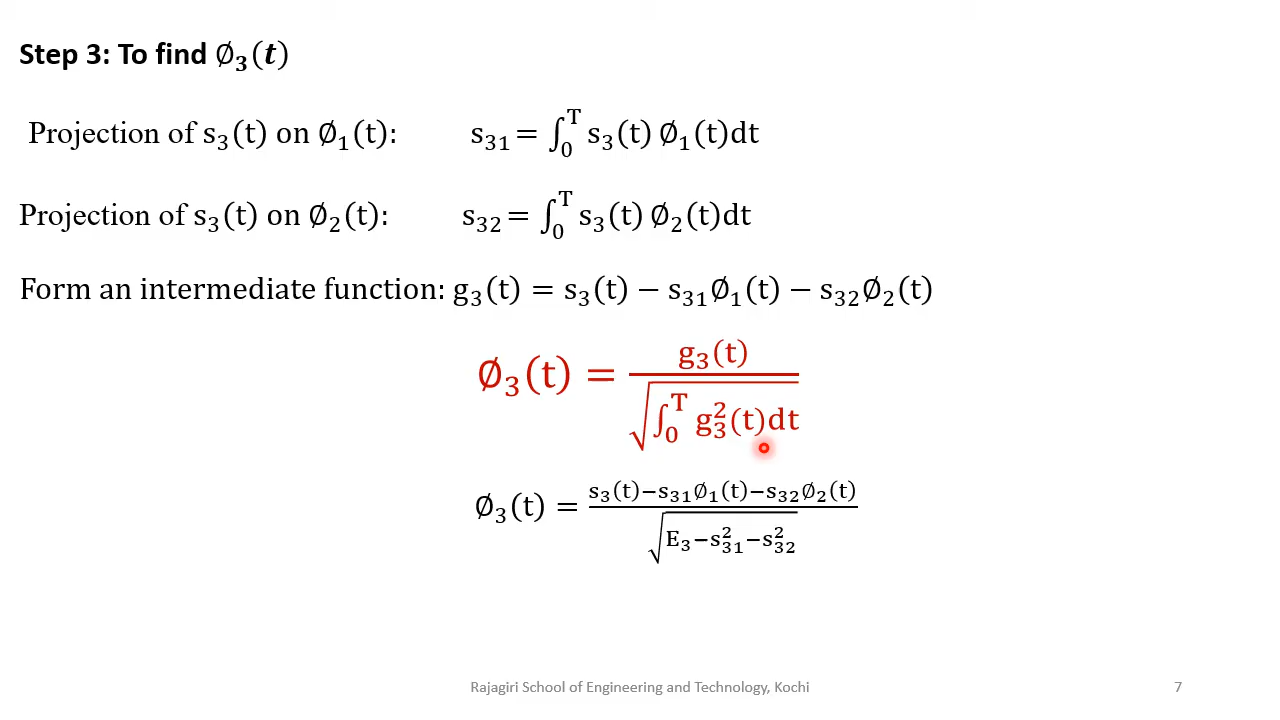 Step 3: To find ∅₃(t)
Projection of s₃(t) on ∅₁(t): s₃₁ = ∫₀ᵀ s₃(t) ∅₁(t)dt
Projection of s₃(t) on ∅₂(t): s₃₂ = ∫₀ᵀ s₃(t) ∅₂(t)dt
Form an intermediate function: g₃(t) = s₃(t) − s₃₁∅₁(t) − s₃₂∅₂(t)
∅₃(t) = g₃(t) / √(∫₀ᵀ g₃²(t)dt)
∅₃(t) = (s₃(t)−s₃₁∅₁(t)−s₃₂∅₂(t)) / √(E₃−s₃₁²−s₃₂²)
Rajagiri School of Engineering and Technology, Kochi 7